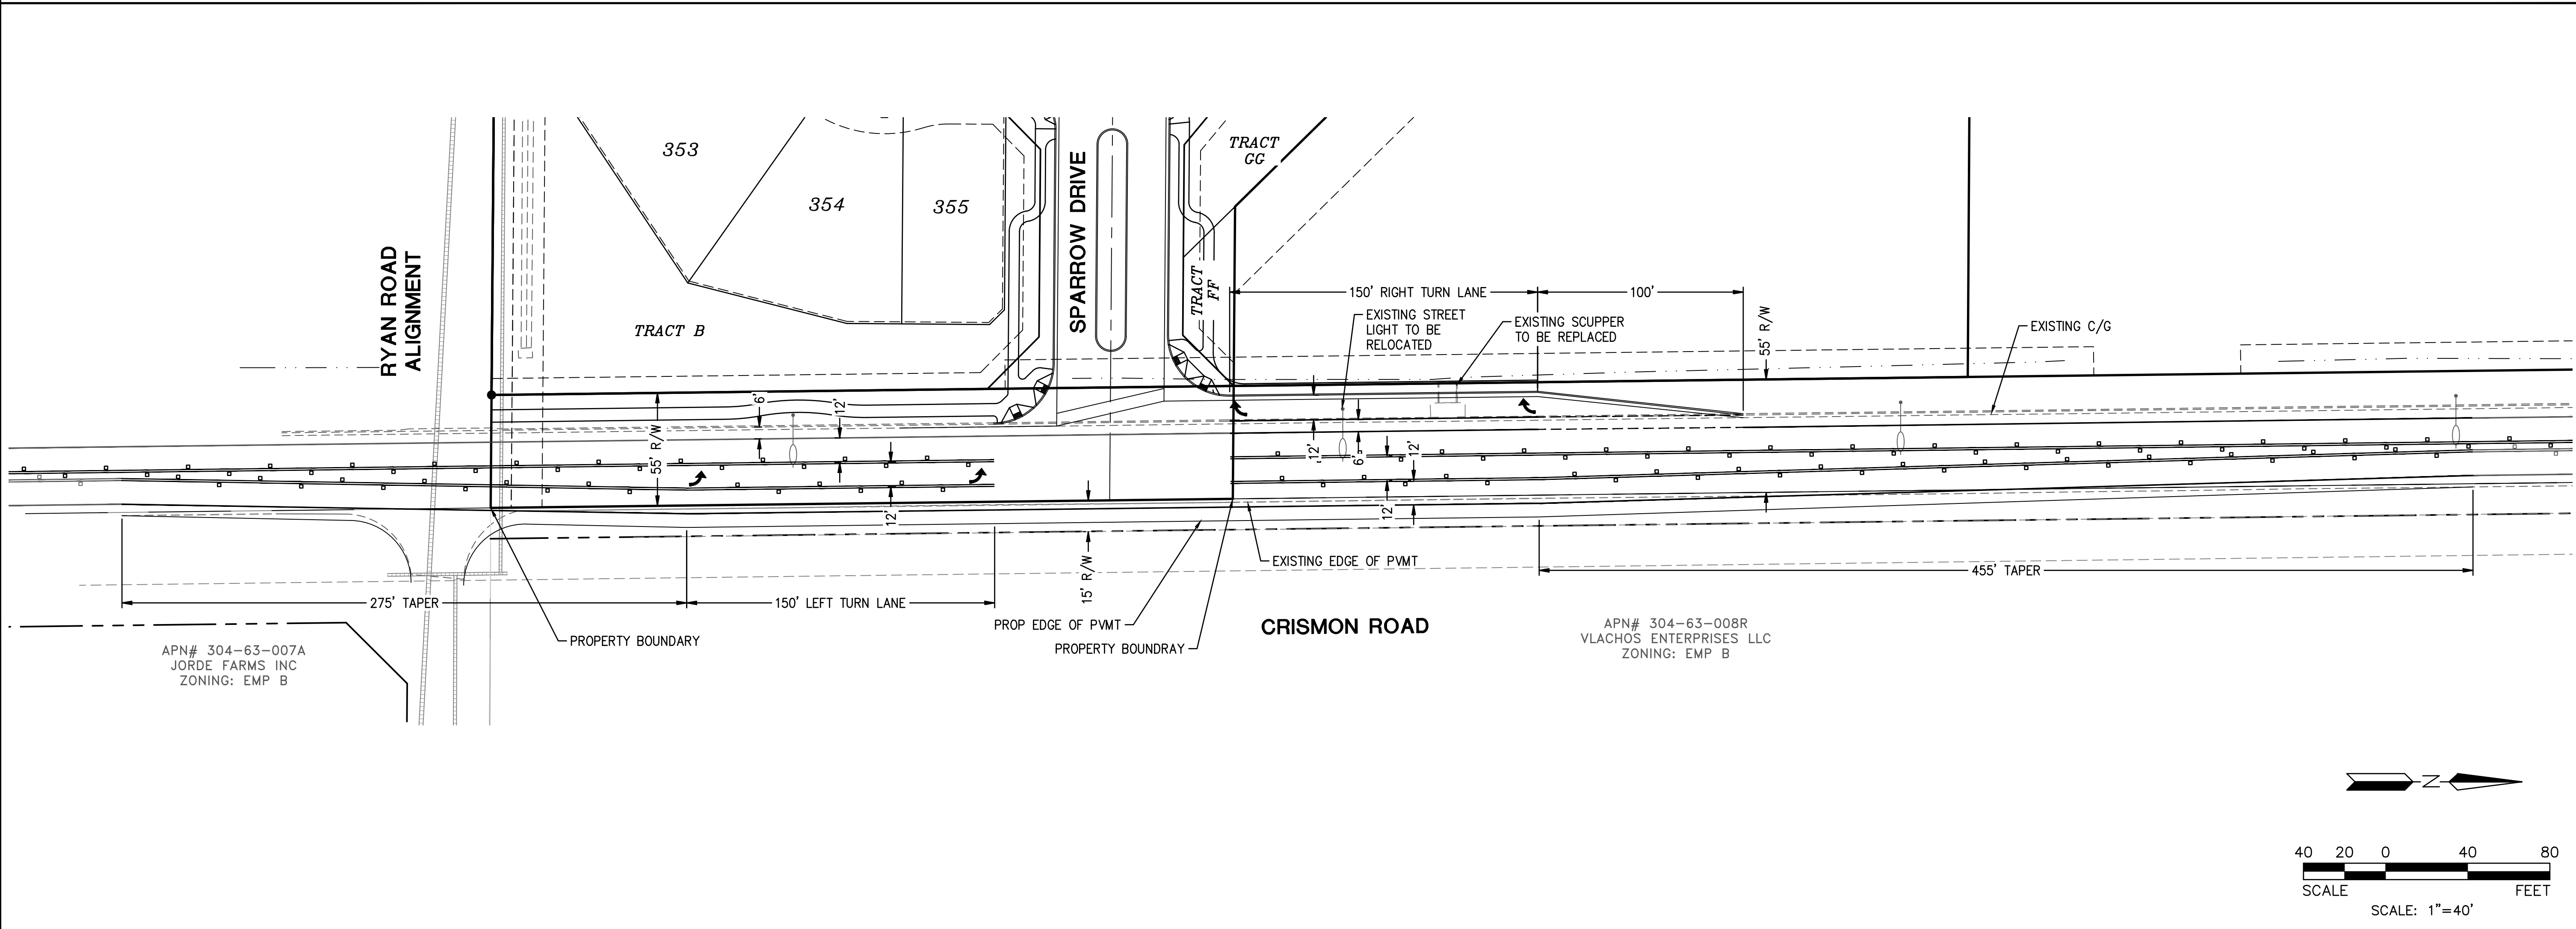 353
354
355
TRACT B
RYAN ROAD
ALIGNMENT
SPARROW DRIVE
TRACT
GG
TRACT
FF
150' RIGHT TURN LANE
100'
EXISTING STREET
LIGHT TO BE
RELOCATED
EXISTING SCUPPER
TO BE REPLACED
55' R/W
EXISTING C/G
55' R/W
6'
12'
12'
12'
6'
12'
12'
15' R/W
EXISTING EDGE OF PVMT
455' TAPER
275' TAPER
150' LEFT TURN LANE
PROP EDGE OF PVMT
PROPERTY BOUNDARY
PROPERTY BOUNDRAY
CRISMON ROAD
APN# 304-63-007A
JORDE FARMS INC
ZONING: EMP B
APN# 304-63-008R
VLACHOS ENTERPRISES LLC
ZONING: EMP B
N
40 20 0 40 80
SCALE FEET
SCALE: 1"=40'